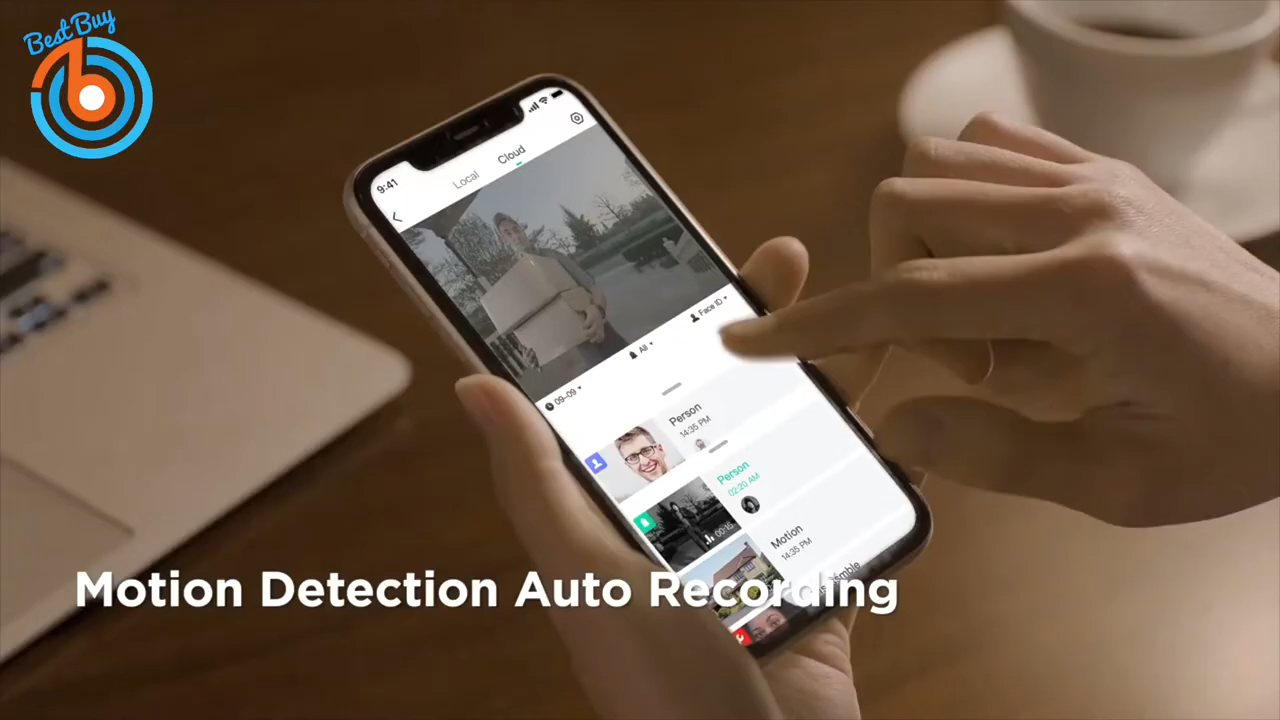 Best Buy
9:41
Local
Cloud
09-09
All
Face ID
Person
14:35 PM
Person
02:20 AM
00:15
Motion
14:35 PM
Motion Detection Auto Recording